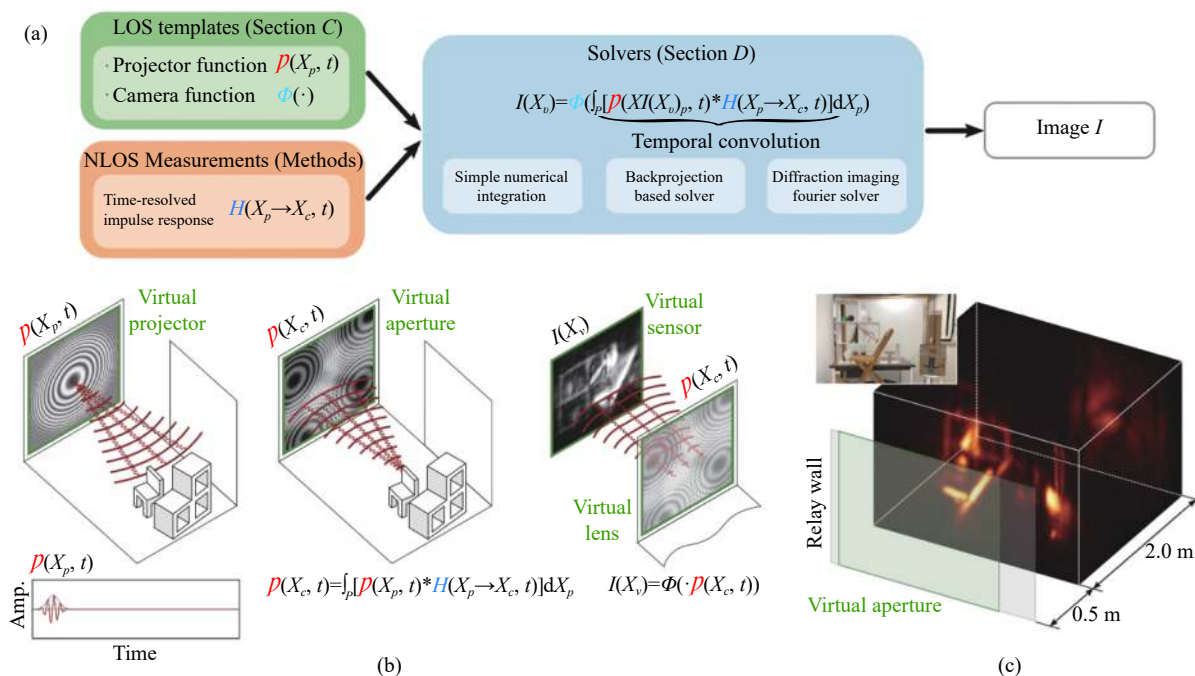 (a)
LOS templates (Section C)
· Projector function p(Xp, t)
· Camera function Φ(·)
NLOS Measurements (Methods)
Time-resolved
impulse response H(Xp→Xc, t)
Solvers (Section D)
I(Xυ)=Φ(∫P[p(XI(Xυ)p, t)*H(Xp→Xc, t)]dXp)
Temporal convolution
Simple numerical
integration
Backprojection
based solver
Diffraction imaging
fourier solver
Image I
p(Xp, t)
Virtual
projector
p(Xp, t)
Amp.
Time
p(Xc, t)
Virtual
aperture
p(Xc, t)=∫P[p(Xp, t)*H(Xp→Xc, t)]dXp
I(Xv)
Virtual
sensor
p(Xc, t)
Virtual
lens
I(Xv)=Φ(·p(Xc, t))
(b)
Relay wall
Virtual aperture
2.0 m
0.5 m
(c)